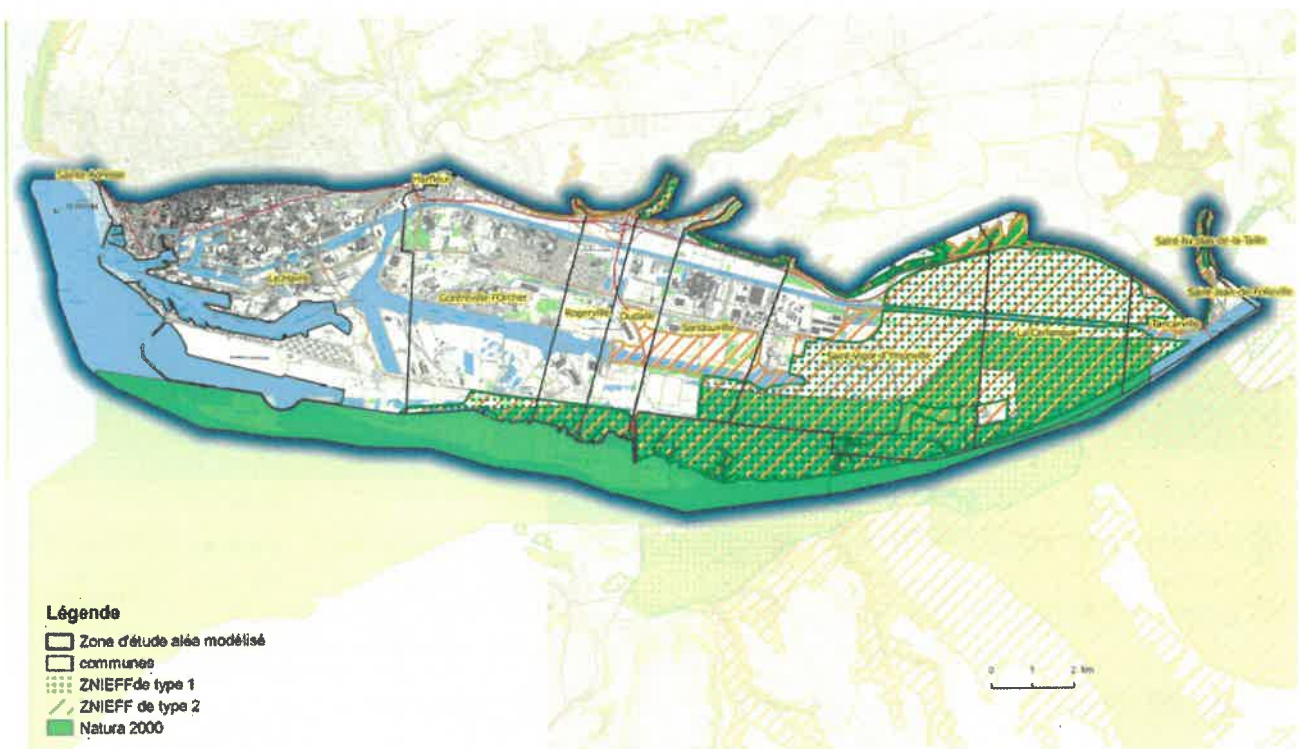 Sainte-Adresse
Harfleur
Le Havre
Gonfreville-l'Orcher
Rogerville
Oudalle
Sandouville
Saint-Vigor-d'Ymonville
Tancarville
Saint-Nicolas-de-la-Taille
Saint-Jean-de-Folleville
Légende
Zone d'étude aléa modélisé
communes
ZNIEFF de type 1
ZNIEFF de type 2
Natura 2000
0 1 2 km